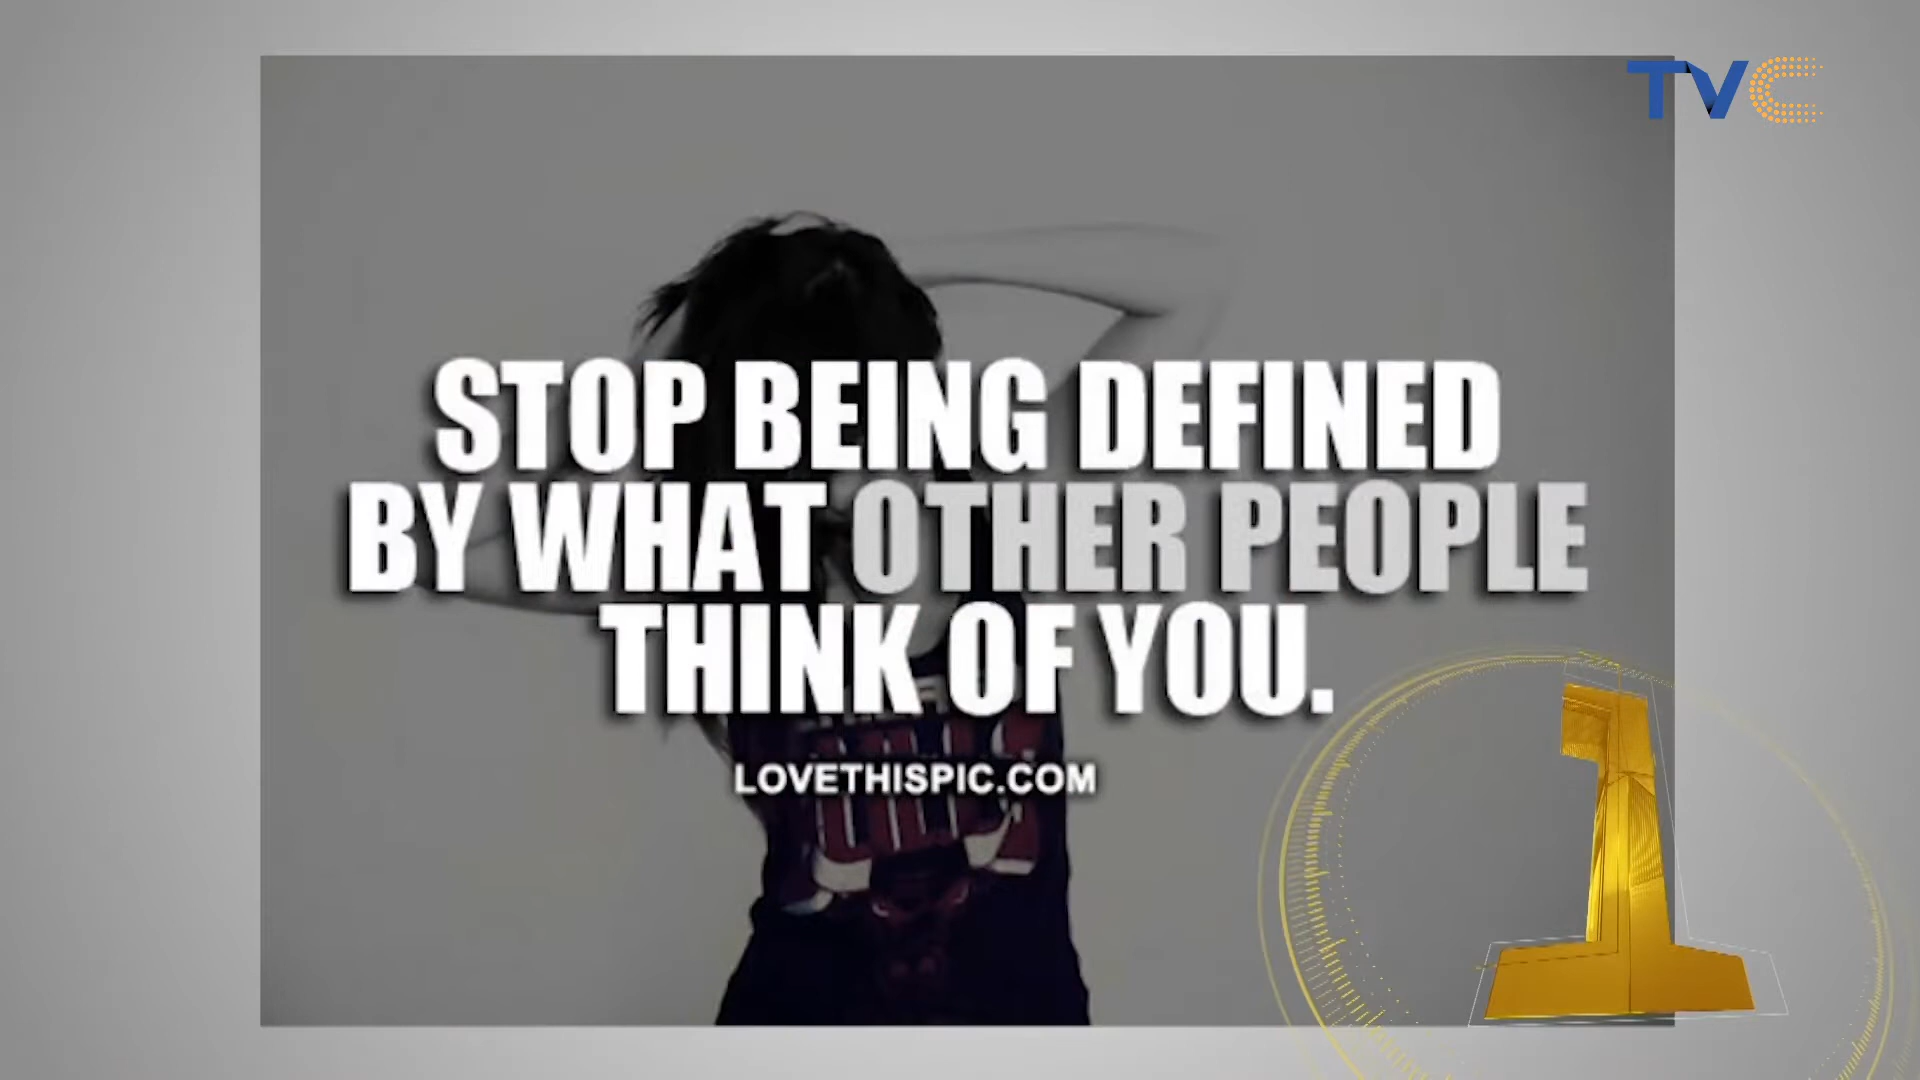 TVC
STOP BEING DEFINED
BY WHAT OTHER PEOPLE
THINK OF YOU.
LOVETHISPIC.COM
1